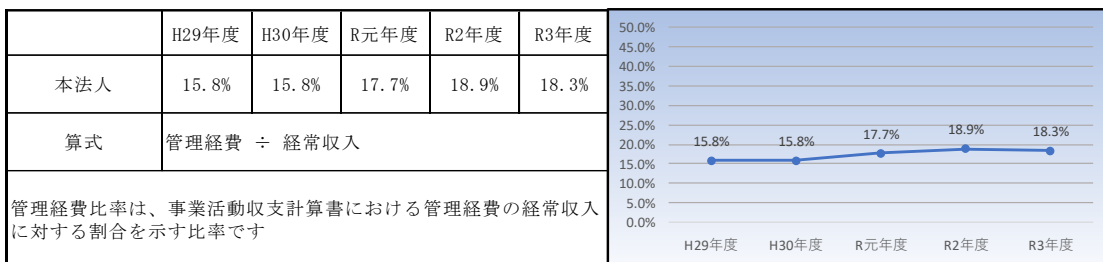 H29年度 H30年度 R元年度 R2年度 R3年度
本法人 15.8% 15.8% 17.7% 18.9% 18.3%
算式 管理経費 ÷ 経常収入
管理経費比率は、事業活動収支計算書における管理経費の経常収入
に対する割合を示す比率です
50.0%
45.0%
40.0%
35.0%
30.0%
25.0%
20.0%
15.0%
10.0%
5.0%
0.0%
15.8% 15.8% 17.7% 18.9% 18.3%
H29年度 H30年度 R元年度 R2年度 R3年度